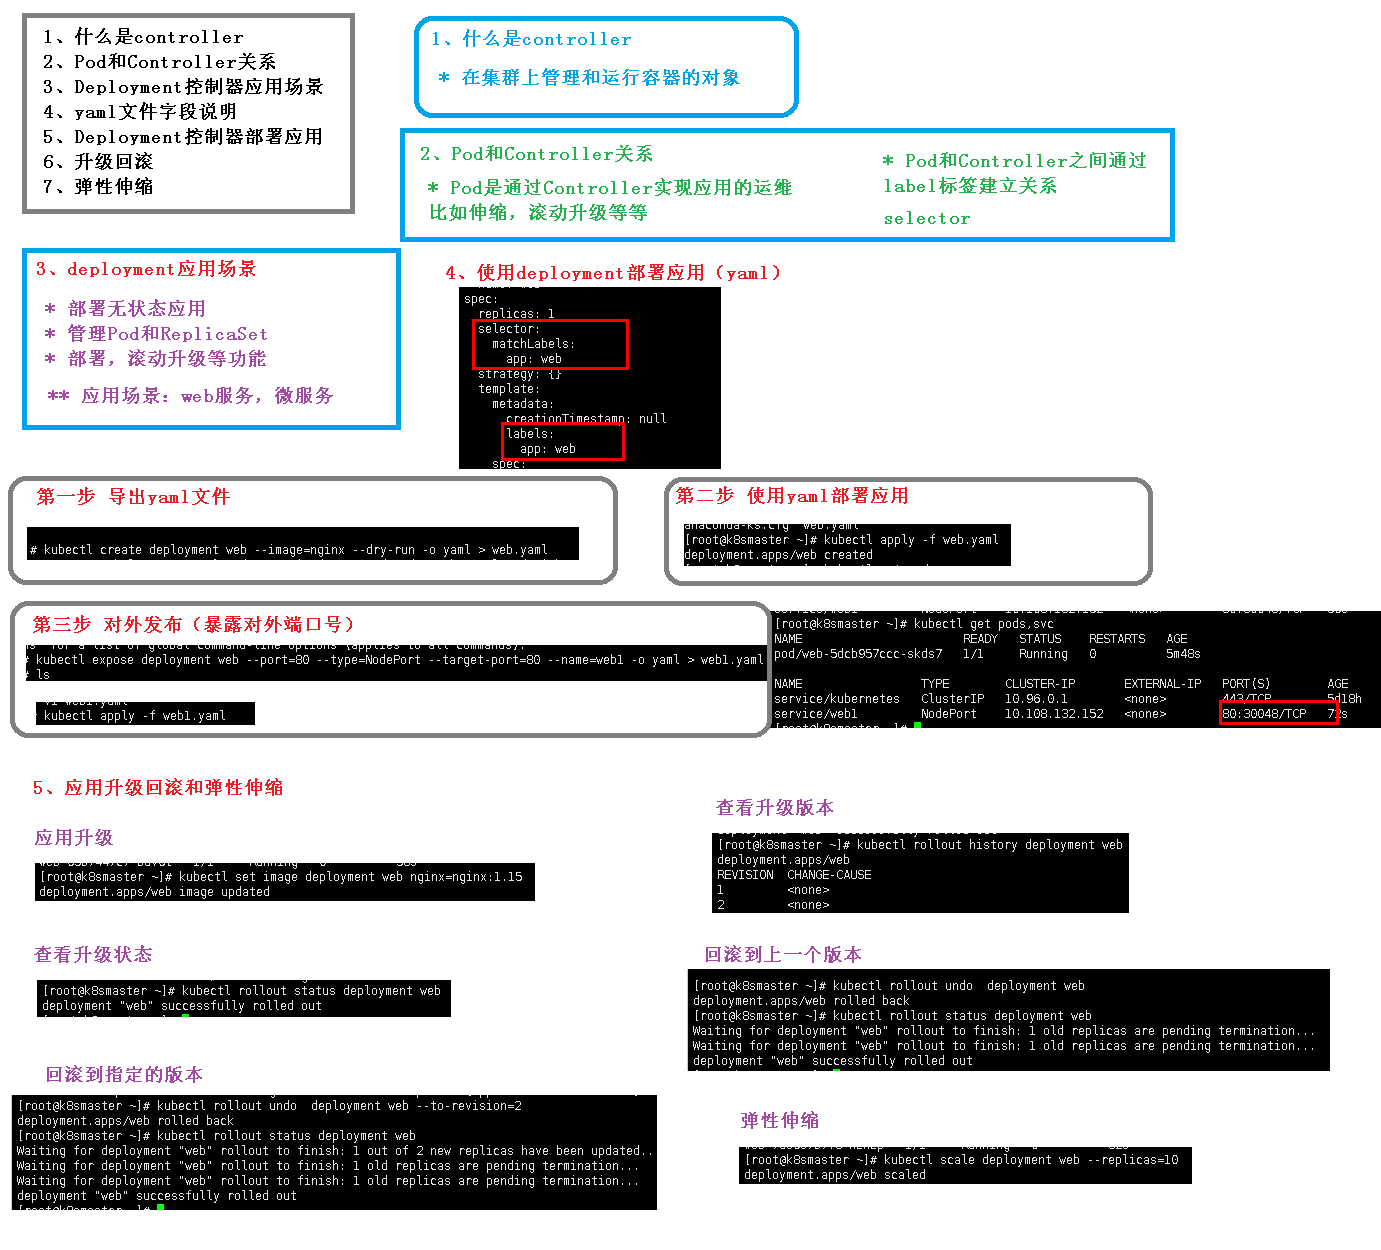 1、什么是controller
2、Pod和Controller关系
3、Deployment控制器应用场景
4、yaml文件字段说明
5、Deployment控制器部署应用
6、升级回滚
7、弹性伸缩
1、什么是controller
* 在集群上管理和运行容器的对象
2、Pod和Controller关系
* Pod是通过Controller实现应用的运维
比如伸缩，滚动升级等等
* Pod和Controller之间通过
label标签建立关系
selector
3、deployment应用场景
* 部署无状态应用
* 管理Pod和ReplicaSet
* 部署，滚动升级等功能
** 应用场景：web服务，微服务
4、使用deployment部署应用（yaml）
spec:
replicas: 1
selector:
matchLabels:
app: web
strategy: {}
template:
metadata:
creationTimestamp: null
labels:
app: web
spec:
第一步 导出yaml文件
# kubectl create deployment web --image=nginx --dry-run -o yaml > web.yaml
第二步 使用yaml部署应用
anaconda-ks.cfg web.yaml
[root@k8smaster ~]# kubectl apply -f web.yaml
deployment.apps/web created
第三步 对外发布（暴露对外端口号）
for a list of global command-line options (applies to all commands).
# kubectl expose deployment web --port=80 --type=NodePort --target-port=80 --name=web1 -o yaml > web1.yaml
# ls
vi web1.yaml
kubectl apply -f web1.yaml
[root@k8smaster ~]# kubectl get pods,svc
NAME READY STATUS RESTARTS AGE
pod/web-5dcb957ccc-skds7 1/1 Running 0 5m48s
NAME TYPE CLUSTER-IP EXTERNAL-IP PORT(S) AGE
service/kubernetes ClusterIP 10.96.0.1 <none> 443/TCP 5d18h
service/web1 NodePort 10.108.132.152 <none> 80:30048/TCP 72s
5、应用升级回滚和弹性伸缩
应用升级
[root@k8smaster ~]# kubectl set image deployment web nginx=nginx:1.15
deployment.apps/web image updated
查看升级版本
[root@k8smaster ~]# kubectl rollout history deployment web
deployment.apps/web
REVISION CHANGE-CAUSE
1 <none>
2 <none>
查看升级状态
[root@k8smaster ~]# kubectl rollout status deployment web
deployment "web" successfully rolled out
回滚到上一个版本
[root@k8smaster ~]# kubectl rollout undo deployment web
deployment.apps/web rolled back
[root@k8smaster ~]# kubectl rollout status deployment web
Waiting for deployment "web" rollout to finish: 1 old replicas are pending termination...
Waiting for deployment "web" rollout to finish: 1 old replicas are pending termination...
deployment "web" successfully rolled out
回滚到指定的版本
[root@k8smaster ~]# kubectl rollout undo deployment web --to-revision=2
deployment.apps/web rolled back
[root@k8smaster ~]# kubectl rollout status deployment web
Waiting for deployment "web" rollout to finish: 1 out of 2 new replicas have been updated..
Waiting for deployment "web" rollout to finish: 1 old replicas are pending termination...
Waiting for deployment "web" rollout to finish: 1 old replicas are pending termination...
deployment "web" successfully rolled out
弹性伸缩
[root@k8smaster ~]# kubectl scale deployment web --replicas=10
deployment.apps/web scaled